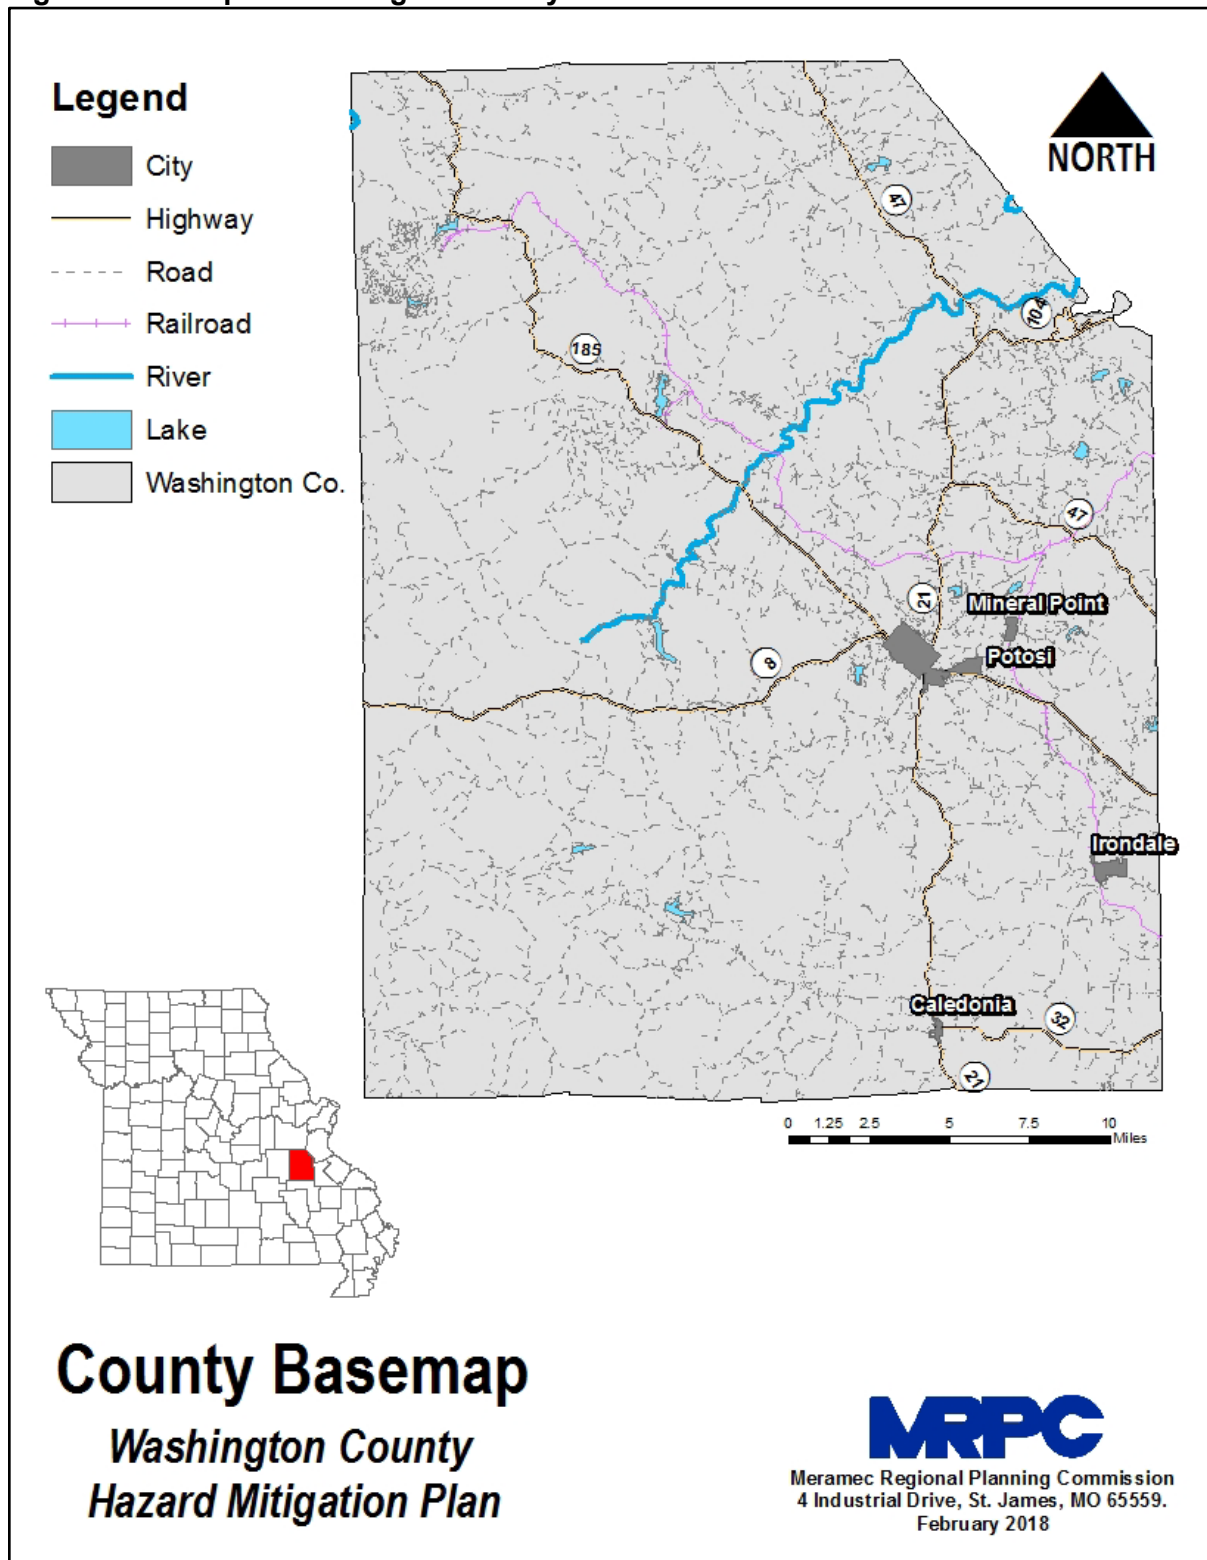 Legend
City
Highway
Road
Railroad
River
Lake
Washington Co.
NORTH
47
104
185
47
21
Mineral Point
Potosi
8
Irondale
Caledonia
32
21
0 1.25 2.5 5 7.5 10
Miles
County Basemap
Washington County
Hazard Mitigation Plan
MRPC
Meramec Regional Planning Commission
4 Industrial Drive, St. James, MO 65559.
February 2018